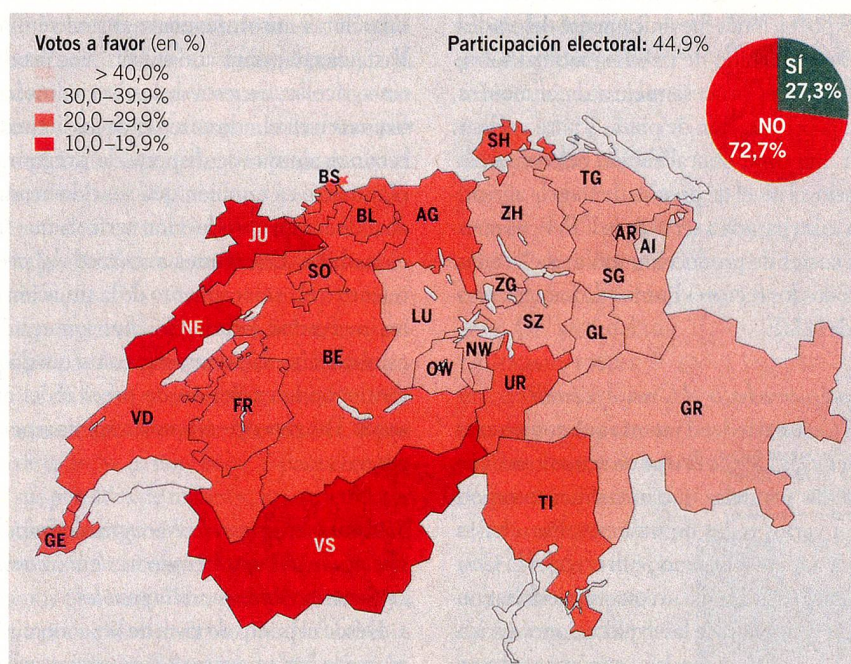 Votos a favor (en %)
> 40,0%
30,0–39,9%
20,0–29,9%
10,0–19,9%
Participación electoral: 44,9%
SÍ
27,3%
NO
72,7%
SH
BS
TG
BL
AG
ZH
JU
AR
AI
SO
ZG
SG
LU
SZ
NE
GL
NW
BE
OW
UR
GR
VD
FR
TI
GE
VS